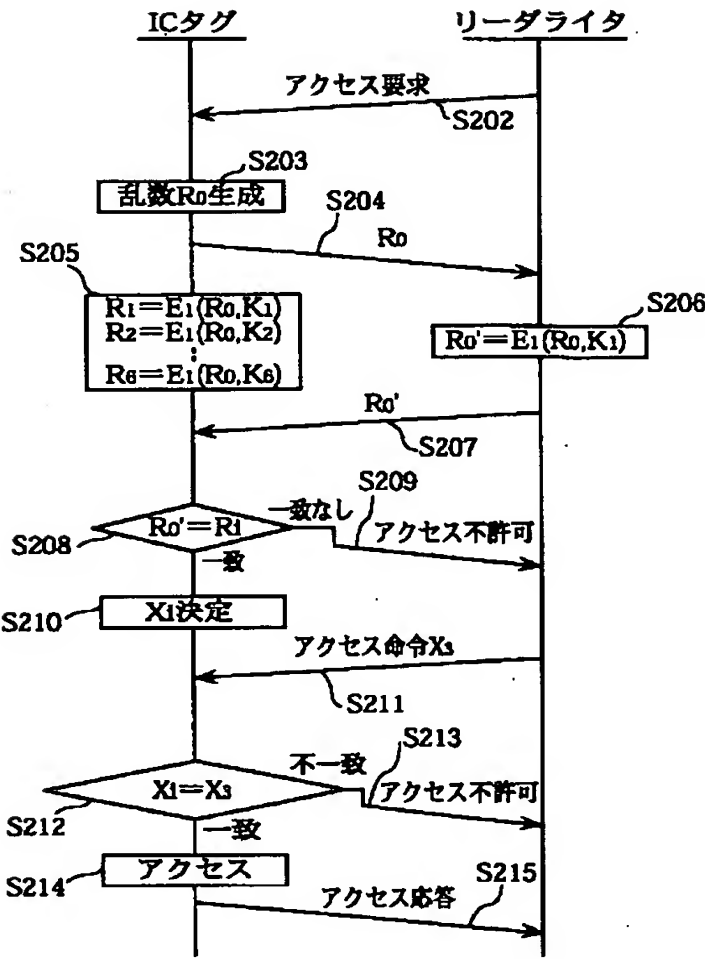 ICタグ
リーダライタ
アクセス要求
S202
S203
乱数R0生成
S204
R0
S205
R1=E1(R0,K1)
R2=E1(R0,K2)
⋮
R6=E1(R0,K6)
S206
R0'=E1(R0,K1)
R0'
S207
S208
R0'=Ri
一致なし
S209
アクセス不許可
一致
S210
Xi決定
アクセス命令X3
S211
S212
Xi=X3
不一致
S213
アクセス不許可
一致
S214
アクセス
S215
アクセス応答